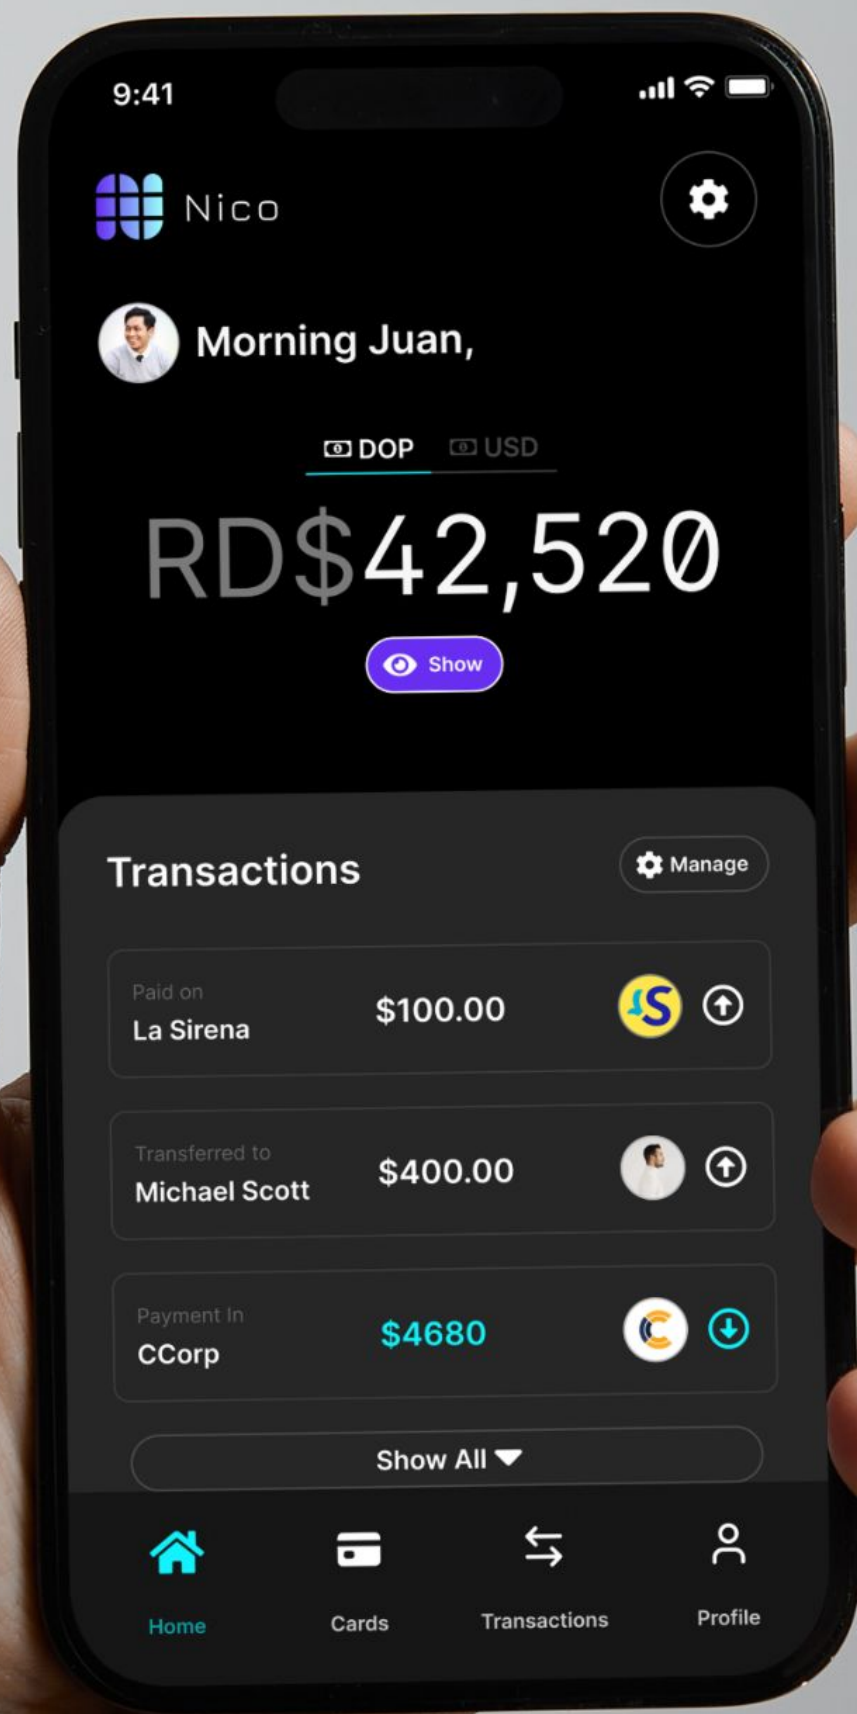 9:41
Nico
Morning Juan,
DOP USD
RD$42,520
Show
Transactions
Manage
Paid on
La Sirena
$100.00
S
Transferred to
Michael Scott
$400.00
Payment In
CCorp
$4680
C
Show All
Home
Cards
Transactions
Profile